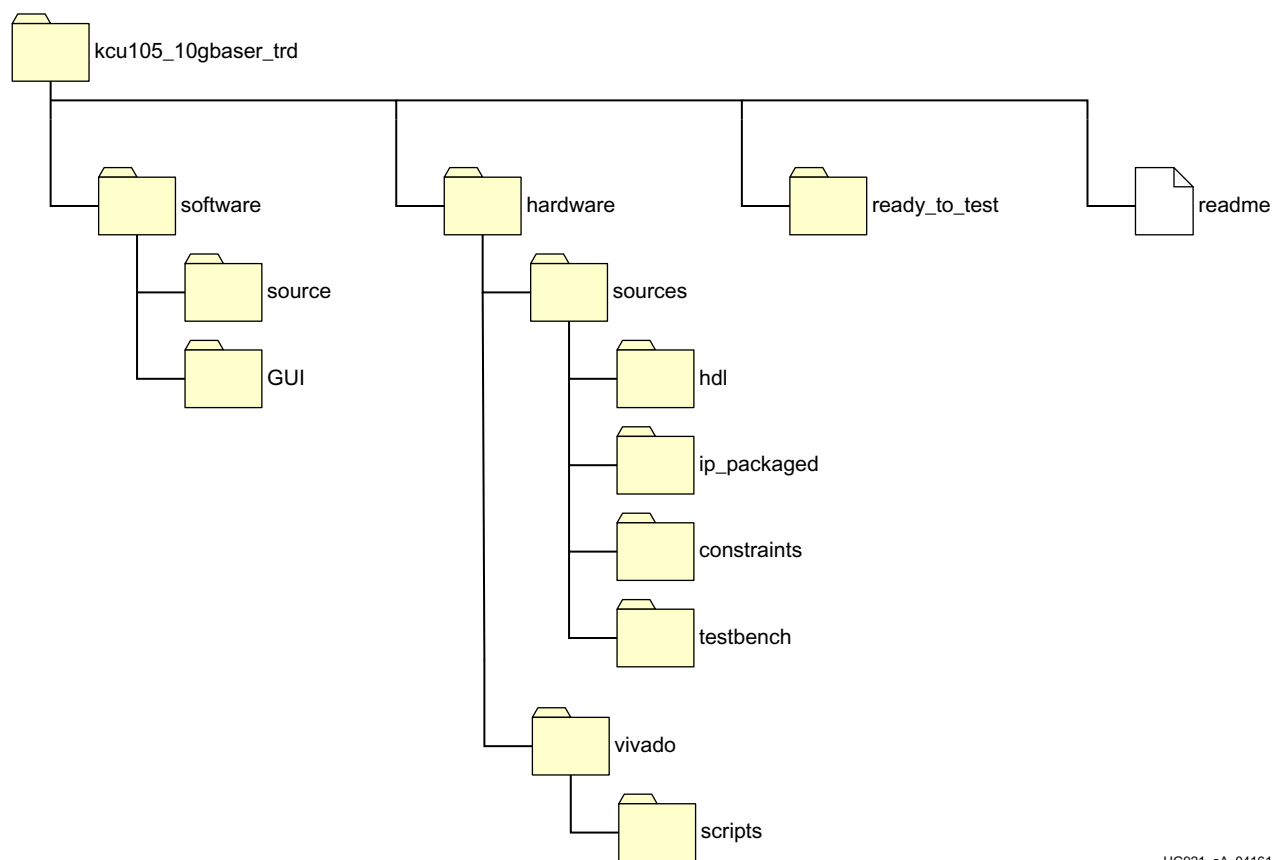 kcu105_10gbaser_trd
software
hardware
ready_to_test
readme
source
sources
GUI
hdl
ip_packaged
constraints
testbench
vivado
scripts